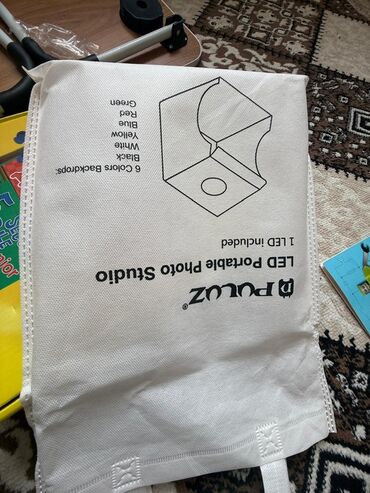 PULUZ®
LED Portable Photo Studio
1 LED included
6 Colors Backdrops:
Black
White
Yellow
Blue
Red
Green